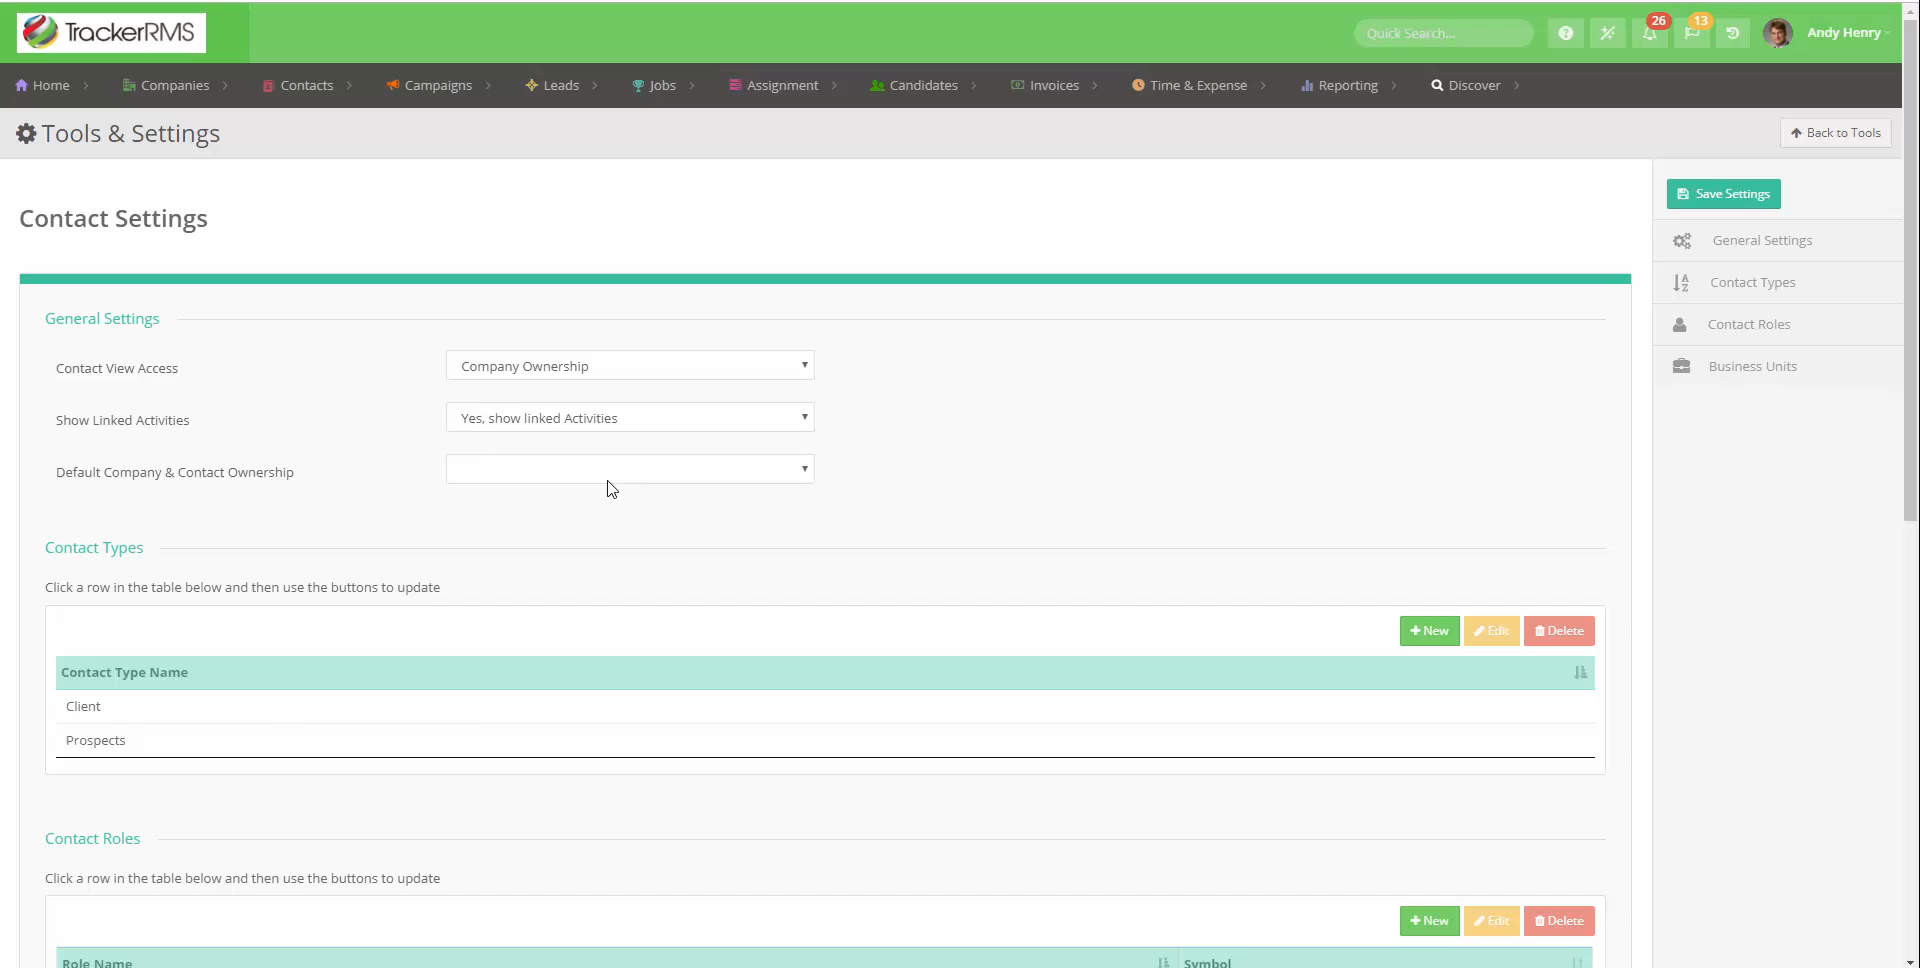 TrackerRMS
Quick Search...
26
13
Andy Henry
Home
Companies
Contacts
Campaigns
Leads
Jobs
Assignment
Candidates
Invoices
Time & Expense
Reporting
Discover
Tools & Settings
Back to Tools
Contact Settings
Save Settings
General Settings
Contact Types
Contact Roles
Business Units
General Settings
Contact View Access
Company Ownership
Show Linked Activities
Yes, show linked Activities
Default Company & Contact Ownership
Contact Types
Click a row in the table below and then use the buttons to update
New Edit Delete
Contact Type Name
Client
Prospects
Contact Roles
Click a row in the table below and then use the buttons to update
New Edit Delete
Role Name Symbol